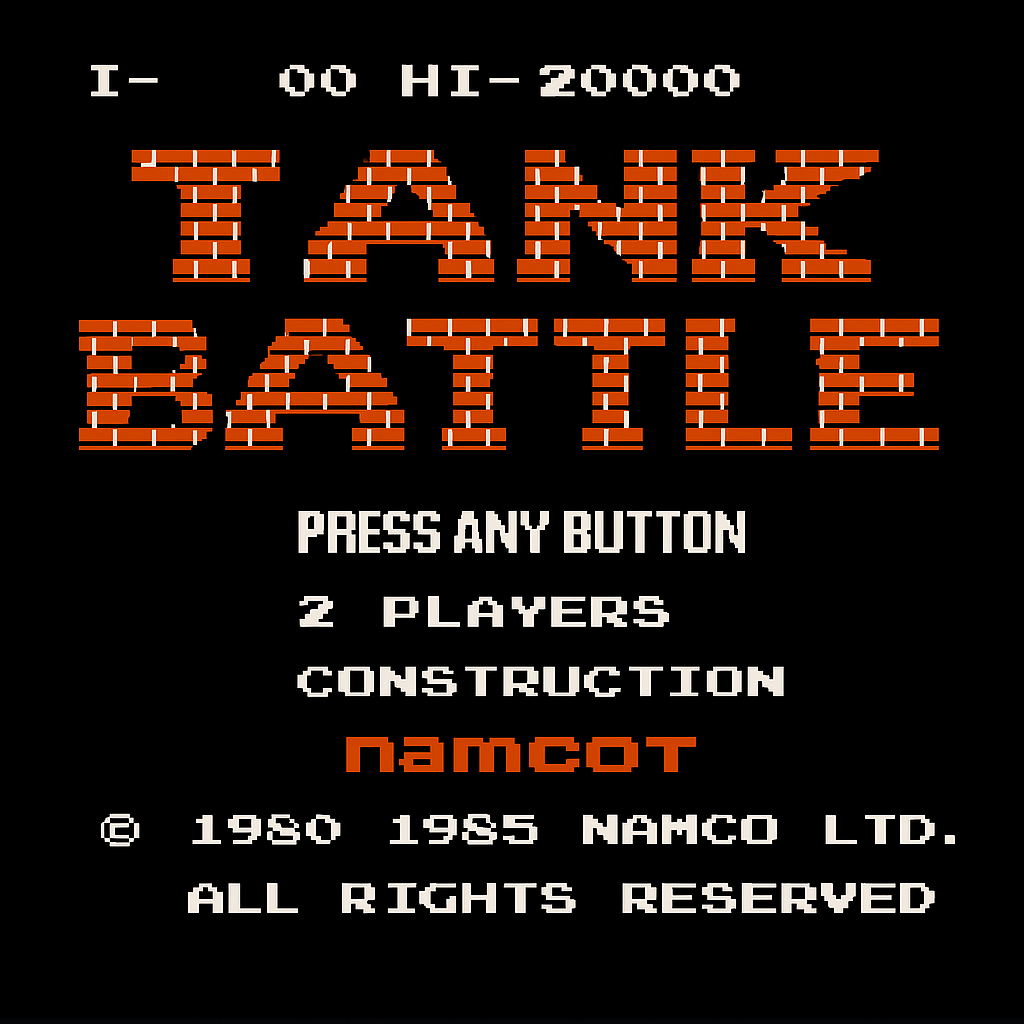 I-    00 HI-20000
TANK
BATTLE
PRESS ANY BUTTON
2 PLAYERS
CONSTRUCTION
namcoT
© 1980 1985 NAMCO LTD.
ALL RIGHTS RESERVED